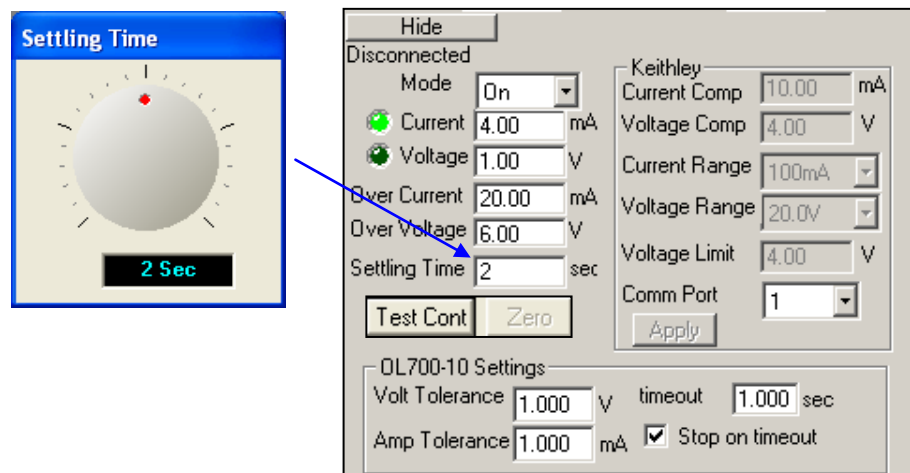 Settling Time
2 Sec
Hide
Disconnected
Mode On
Current 4.00 mA
Voltage 1.00 V
Over Current 20.00 mA
Over Voltage 6.00 V
Settling Time 2 sec
Test Cont Zero
Keithley
Current Comp 10.00 mA
Voltage Comp 4.00 V
Current Range 100mA
Voltage Range 20.0V
Voltage Limit 4.00 V
Comm Port 1
Apply
OL700-10 Settings
Volt Tolerance 1.000 V timeout 1.000 sec
Amp Tolerance 1.000 mA Stop on timeout